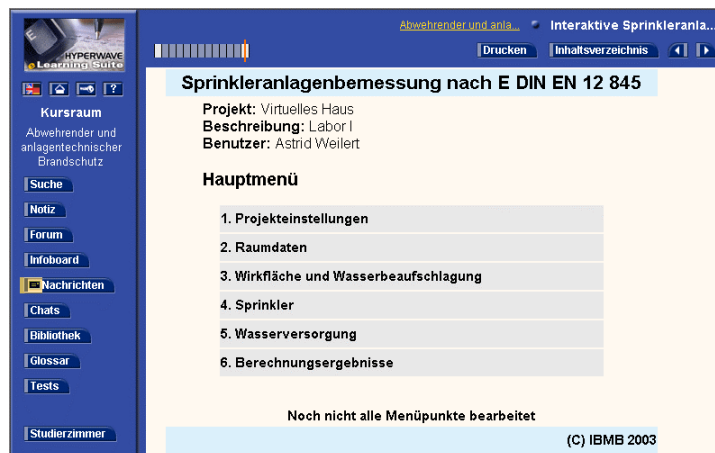 HYPERWAVE
eLearning Suite
?
Kursraum
Abwehrender und
anlagentechnischer
Brandschutz
Suche
Notiz
Forum
Infoboard
Nachrichten
Chats
Bibliothek
Glossar
Tests
Studierzimmer
Abwehrender und anla... Interaktive Sprinkleranla...
Drucken Inhaltsverzeichnis
Sprinkleranlagenbemessung nach E DIN EN 12 845
Projekt: Virtuelles Haus
Beschreibung: Labor I
Benutzer: Astrid Weilert
Hauptmenü
1. Projekteinstellungen
2. Raumdaten
3. Wirkfläche und Wasserbeaufschlagung
4. Sprinkler
5. Wasserversorgung
6. Berechnungsergebnisse
Noch nicht alle Menüpunkte bearbeitet
(C) IBMB 2003